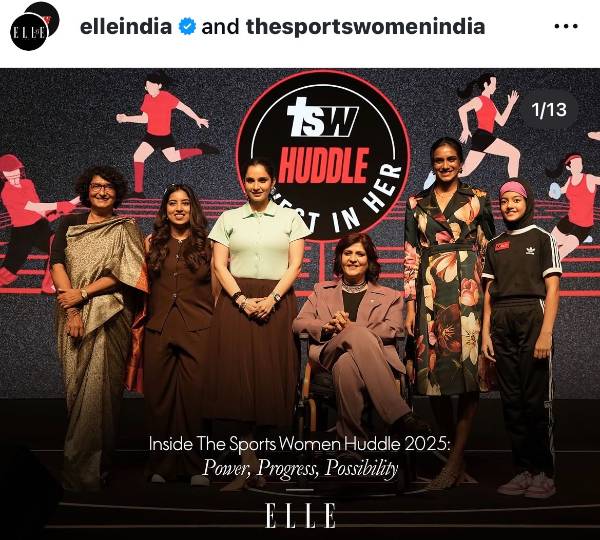 ELLE
elleindia and thesportswomenindia
1/13
tsw
HUDDLE
EST IN HER
Inside The Sports Women Huddle 2025:
Power, Progress, Possibility
ELLE